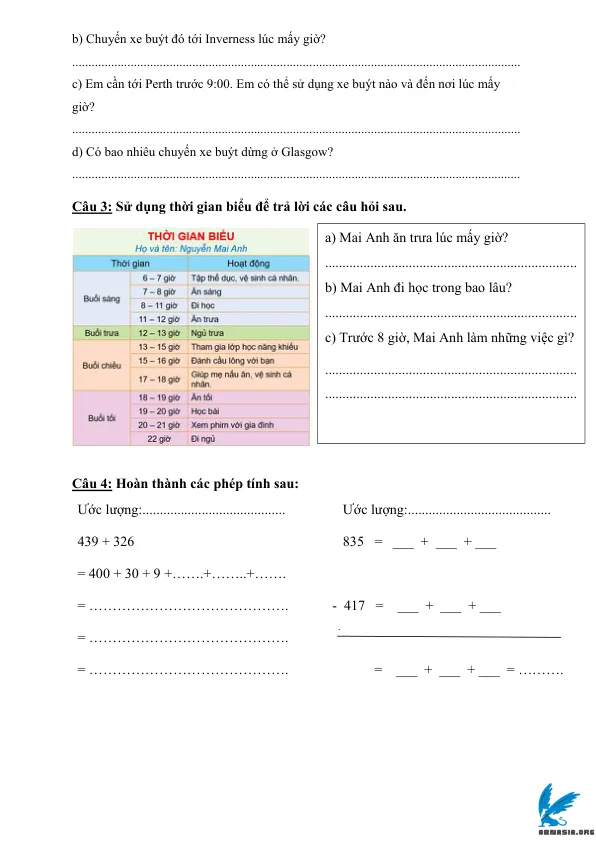 b) Chuyến xe buýt đó tới Inverness lúc mấy giờ?
................................................................................................................................
c) Em cần tới Perth trước 9:00. Em có thể sử dụng xe buýt nào và đến nơi lúc mấy
giờ?
................................................................................................................................
d) Có bao nhiêu chuyến xe buýt dừng ở Glasgow?
................................................................................................................................
Câu 3: Sử dụng thời gian biểu để trả lời các câu hỏi sau.
THỜI GIAN BIỂU
Họ và tên: Nguyễn Mai Anh
Thời gian Hoạt động
Buổi sáng
6 – 7 giờ Tập thể dục, vệ sinh cá nhân.
7 – 8 giờ Ăn sáng
8 – 11 giờ Đi học
11 – 12 giờ Ăn trưa
Buổi trưa 12 – 13 giờ Ngủ trưa
Buổi chiều
13 – 15 giờ Tham gia lớp học năng khiếu
15 – 16 giờ Đánh cầu lông với bạn
17 – 18 giờ Giúp mẹ nấu ăn, vệ sinh cá
nhân.
Buổi tối
18 – 19 giờ Ăn tối
19 – 20 giờ Học bài
20 – 21 giờ Xem phim với gia đình
22 giờ Đi ngủ
a) Mai Anh ăn trưa lúc mấy giờ?
........................................................................
b) Mai Anh đi học trong bao lâu?
........................................................................
c) Trước 8 giờ, Mai Anh làm những việc gì?
........................................................................
........................................................................
Câu 4: Hoàn thành các phép tính sau:
Ước lượng:......................................... Ước lượng:.........................................
439 + 326 835 = ___ + ___ + ___
= 400 + 30 + 9 +…….+……..+…….
= ……………………………………. - 417 = ___ + ___ + ___
= …………………………………….
= ……………………………………. = ___ + ___ + ___ = ……….
ABNASIA.ORG